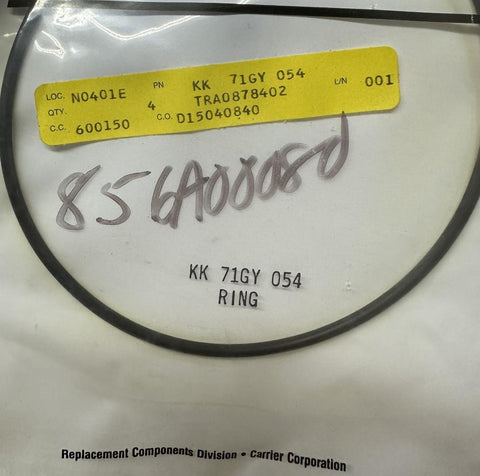 LOC. N0401E PN KK 71GY 054 L/N 001
QTY. 4 TRA0878402
C.C. 600150 C.O. D15040840
KK 71GY 054
RING
Replacement Components Division • Carrier Corporation